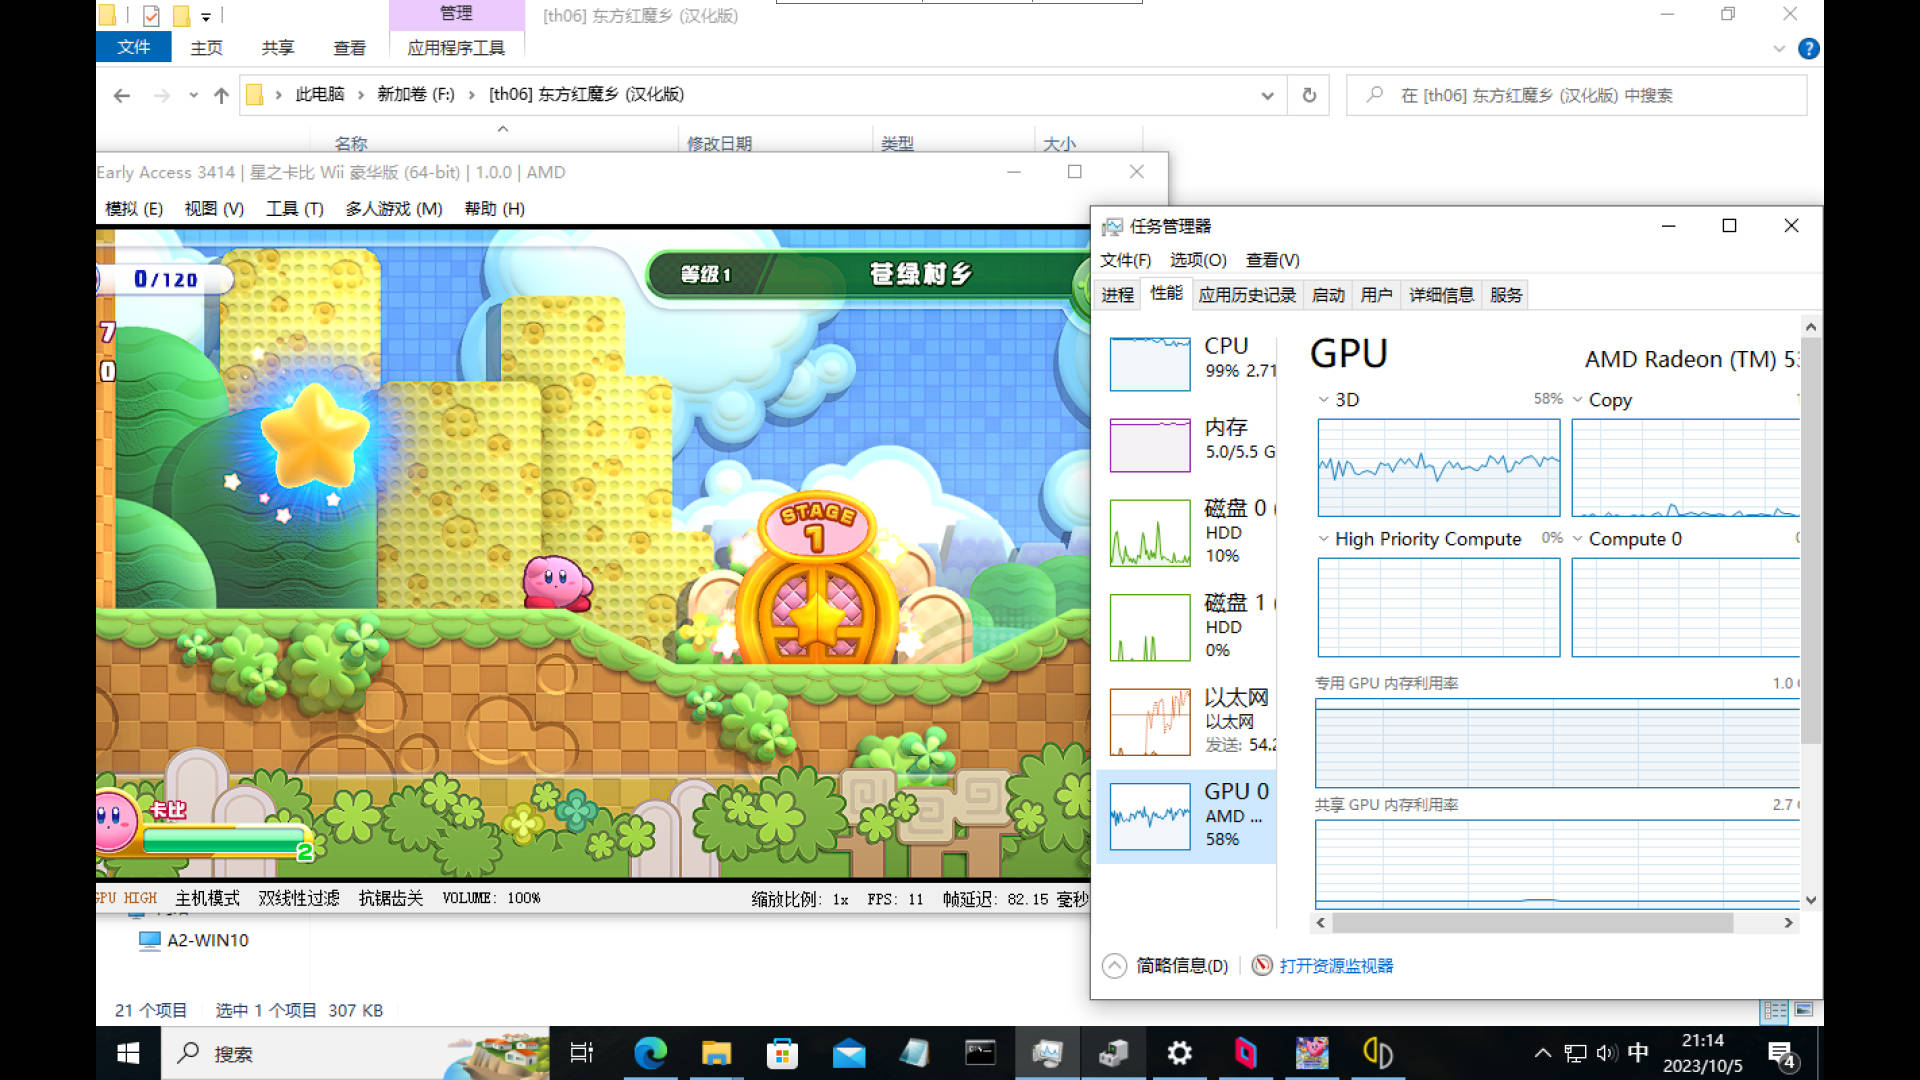 管理
[th06] 东方红魔乡 (汉化版)
文件
主页
共享
查看
应用程序工具
此电脑
新加卷 (F:)
[th06] 东方红魔乡 (汉化版)
在 [th06] 东方红魔乡 (汉化版) 中搜索
名称
修改日期
类型
大小
Early Access 3414 | 星之卡比 Wii 豪华版 (64-bit) | 1.0.0 | AMD
模拟 (E)
视图 (V)
工具 (T)
多人游戏 (M)
帮助 (H)
0/120
7
0
等级1
苍绿村乡
STAGE
1
卡比
2
GPU HIGH
主机模式
双线性过滤
抗锯齿关
VOLUME: 100%
缩放比例: 1x
FPS: 11
帧延迟: 82.15 毫秒
A2-WIN10
21 个项目
选中 1 个项目 307 KB
任务管理器
文件(F)
选项(O)
查看(V)
进程
性能
应用历史记录
启动
用户
详细信息
服务
CPU
99% 2.71
内存
5.0/5.5 G
磁盘 0 (
HDD
10%
磁盘 1 (
HDD
0%
以太网
以太网
发送: 54.2
GPU 0
AMD ...
58%
GPU
AMD Radeon (TM) 53
3D
58%
Copy
High Priority Compute
0%
Compute 0
专用 GPU 内存利用率
1.0
共享 GPU 内存利用率
2.7
简略信息(D)
打开资源监视器
搜索
中
21:14
2023/10/5
4